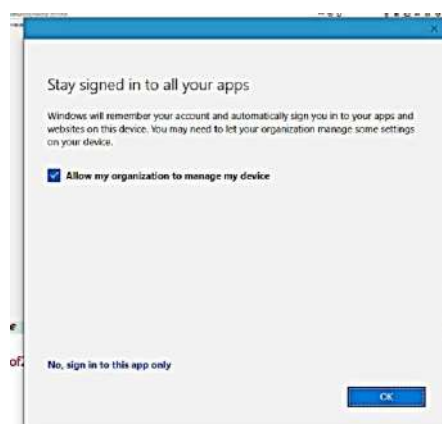 Stay signed in to all your apps
Windows will remember your account and automatically sign you in to your apps and
websites on this device. You may need to let your organization manage some settings
on your device.
Allow my organization to manage my device
of
No, sign in to this app only
OK